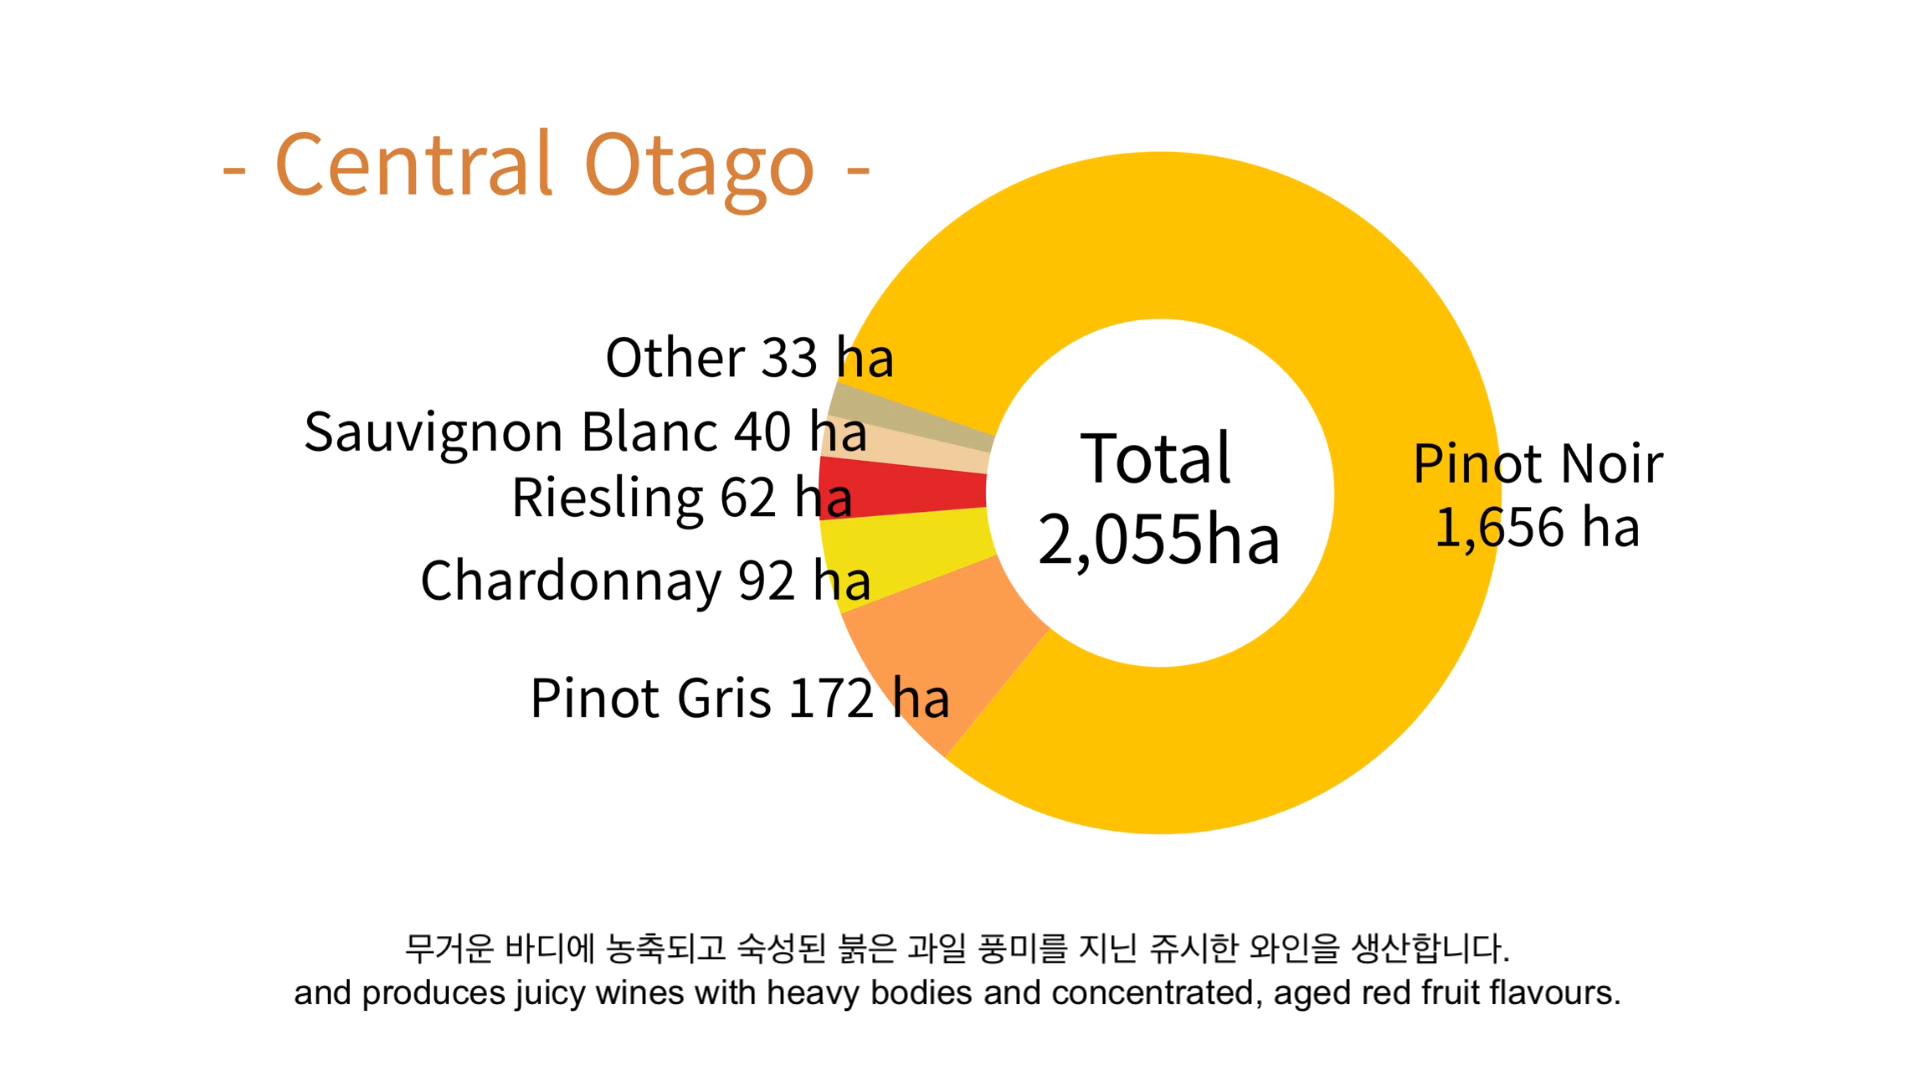 - Central Otago -
Other 33 ha
Sauvignon Blanc 40 ha
Riesling 62 ha
Chardonnay 92 ha
Pinot Gris 172 ha
Total
2,055ha
Pinot Noir
1,656 ha
무거운 바디에 농축되고 숙성된 붉은 과일 풍미를 지닌 쥬시한 와인을 생산합니다.
and produces juicy wines with heavy bodies and concentrated, aged red fruit flavours.